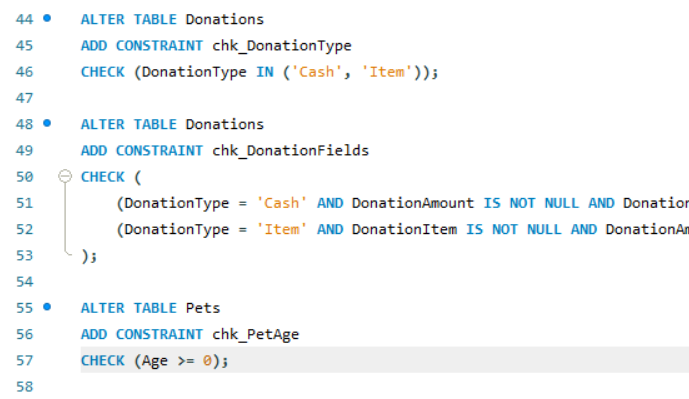 44 ALTER TABLE Donations
45 ADD CONSTRAINT chk_DonationType
46 CHECK (DonationType IN ('Cash', 'Item'));
47
48 ALTER TABLE Donations
49 ADD CONSTRAINT chk_DonationFields
50 CHECK (
51 (DonationType = 'Cash' AND DonationAmount IS NOT NULL AND Donation
52 (DonationType = 'Item' AND DonationItem IS NOT NULL AND DonationAm
53 );
54
55 ALTER TABLE Pets
56 ADD CONSTRAINT chk_PetAge
57 CHECK (Age >= 0);
58